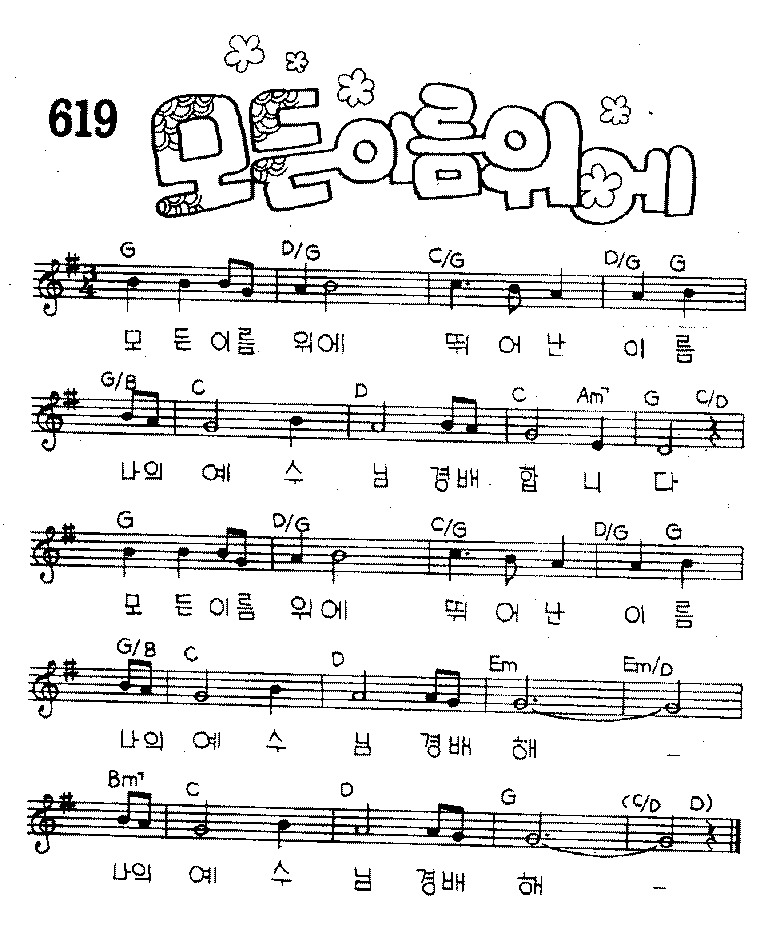 619
모든이름위에
G D/G C/G D/G G
3/4
모 든 이름 위에 뛰 어 난 이 름
G/B C D C Am7 G C/D
나의 예 수 님 경배 합 니 다
G D/G C/G D/G G
모 든이름 위에 뛰 어 난 이 름
G/B C D Em Em/D
나의 예 수 님 경배 해 –
Bm7 C D G (C/D D)
나의 예 수 님 경배 해 –